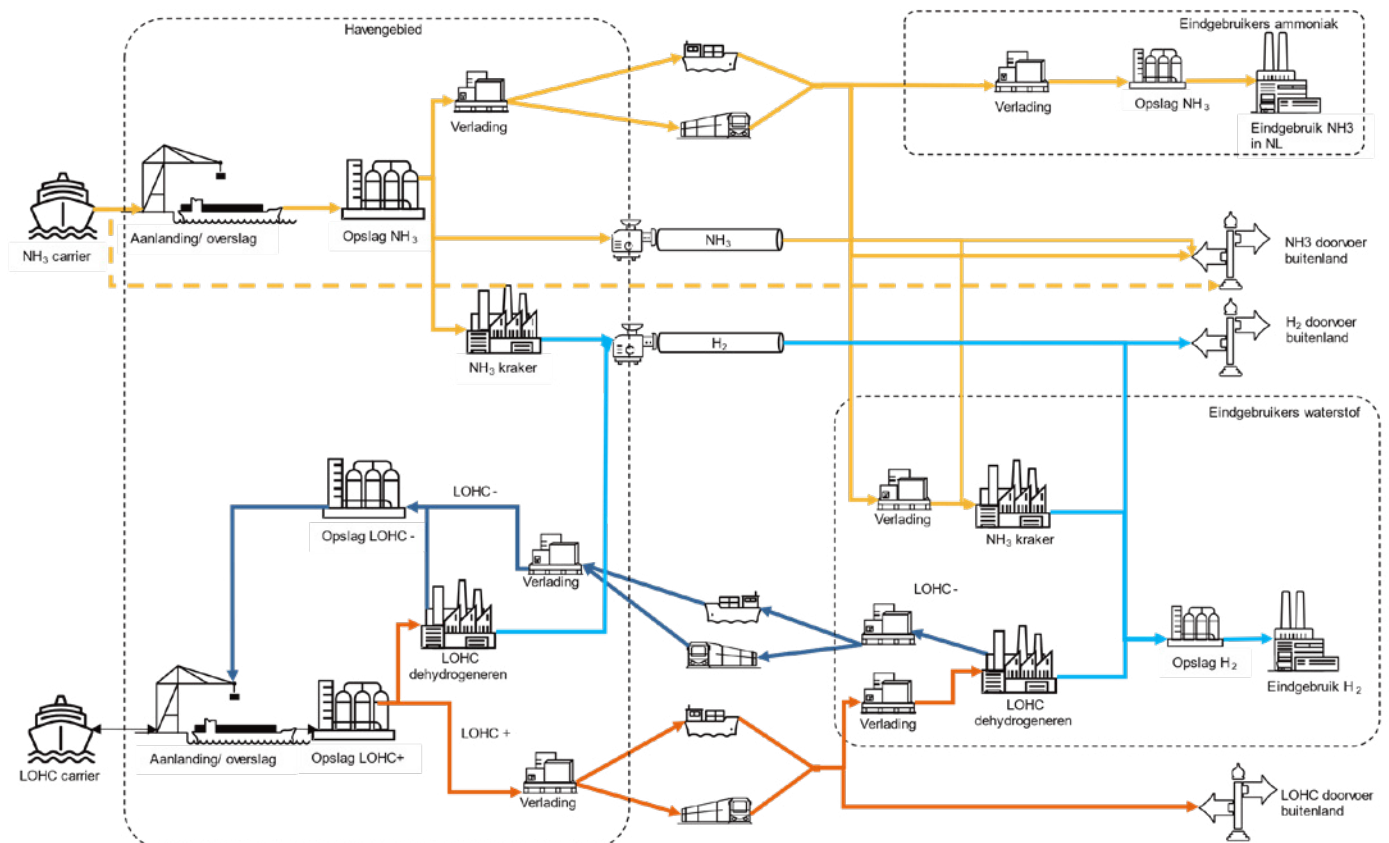 Havengebied
Eindgebruikers ammoniak
Verlading
Verlading
Opslag NH₃
Eindgebruik NH3
in NL
NH₃ carrier
Aanlanding/ overslag
Opslag NH₃
NH₃
NH3 doorvoer
buitenland
H₂
H₂ doorvoer
buitenland
NH₃ kraker
Eindgebruikers waterstof
LOHC-
Opslag LOHC-
Verlading
NH₃ kraker
Verlading
LOHC-
LOHC
dehydrogeneren
Opslag H₂
Eindgebruik H₂
LOHC carrier
Aanlanding/ overslag
Opslag LOHC+
LOHC +
Verlading
Verlading
LOHC
dehydrogeneren
LOHC doorvoer
buitenland